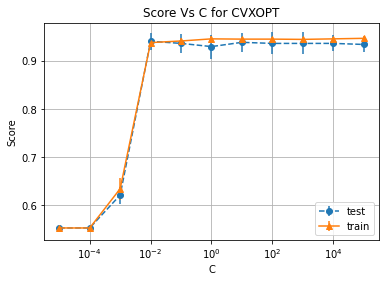 Score Vs C for CVXOPT
Score
0.9
0.8
0.7
0.6
10⁻⁴
10⁻²
10⁰
10²
10⁴
C
test
train